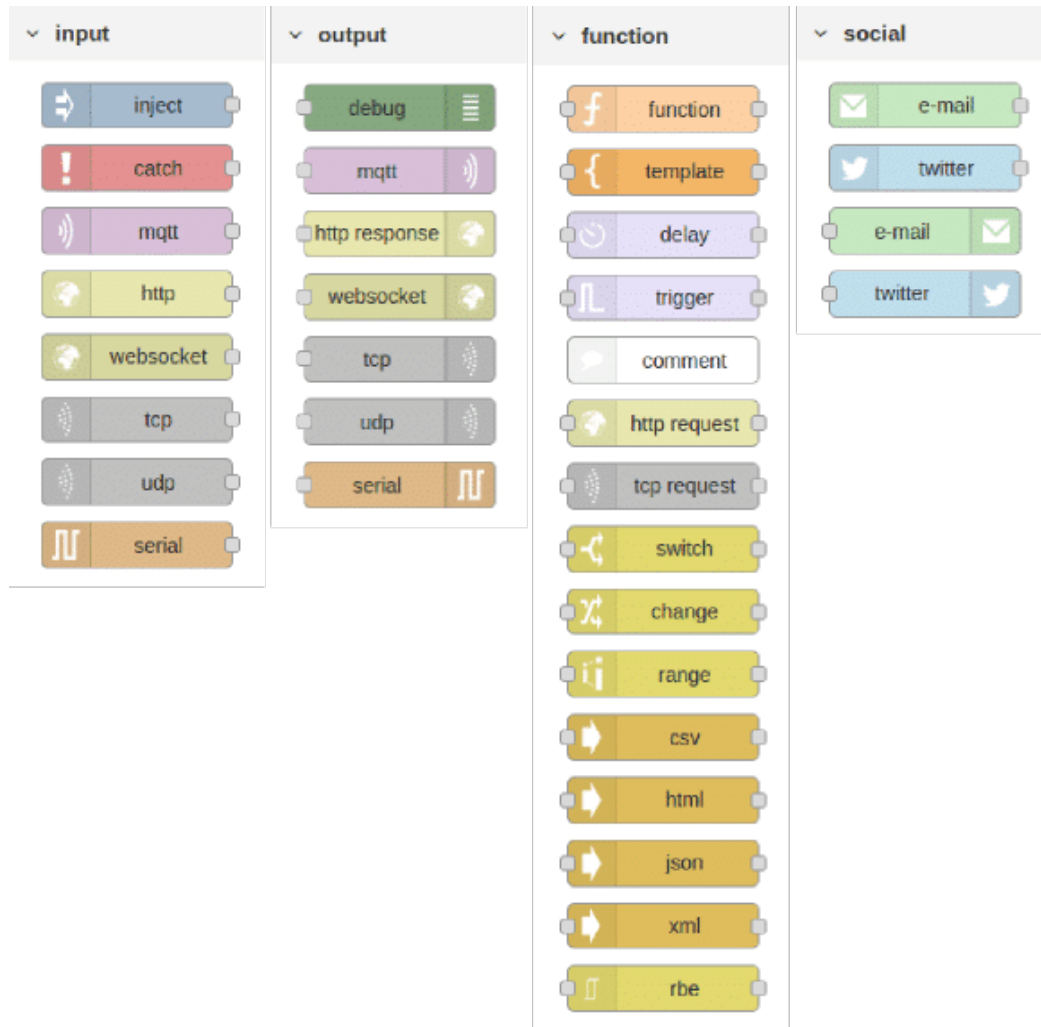 input
inject
catch
mqtt
http
websocket
tcp
udp
serial
output
debug
mqtt
http response
websocket
tcp
udp
serial
function
function
template
delay
trigger
comment
http request
tcp request
switch
change
range
csv
html
json
xml
rbe
social
e-mail
twitter
e-mail
twitter